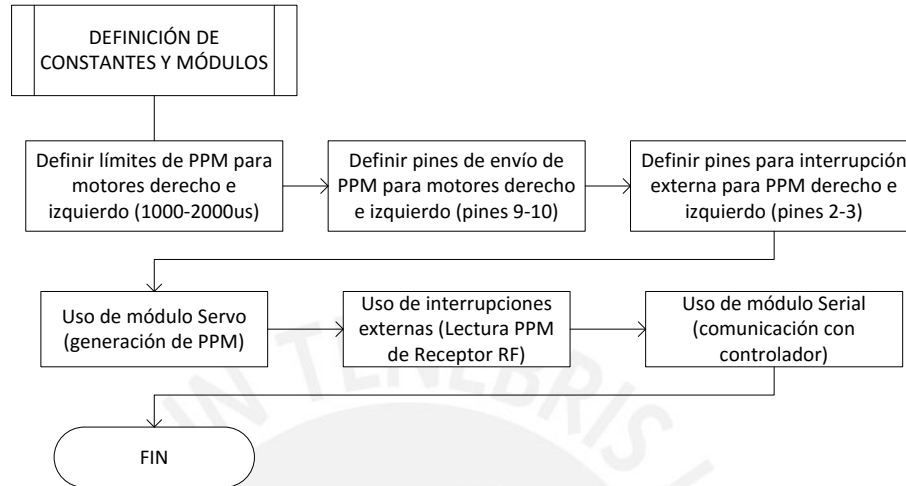 DEFINICIÓN DE
CONSTANTES Y MÓDULOS
Definir límites de PPM para
motores derecho e
izquierdo (1000-2000us)
Definir pines de envío de
PPM para motores derecho
e izquierdo (pines 9-10)
Definir pines para interrupción
externa para PPM derecho e
izquierdo (pines 2-3)
Uso de módulo Servo
(generación de PPM)
Uso de interrupciones
externas (Lectura PPM
de Receptor RF)
Uso de módulo Serial
(comunicación con
controlador)
FIN
IN TENEBRIS